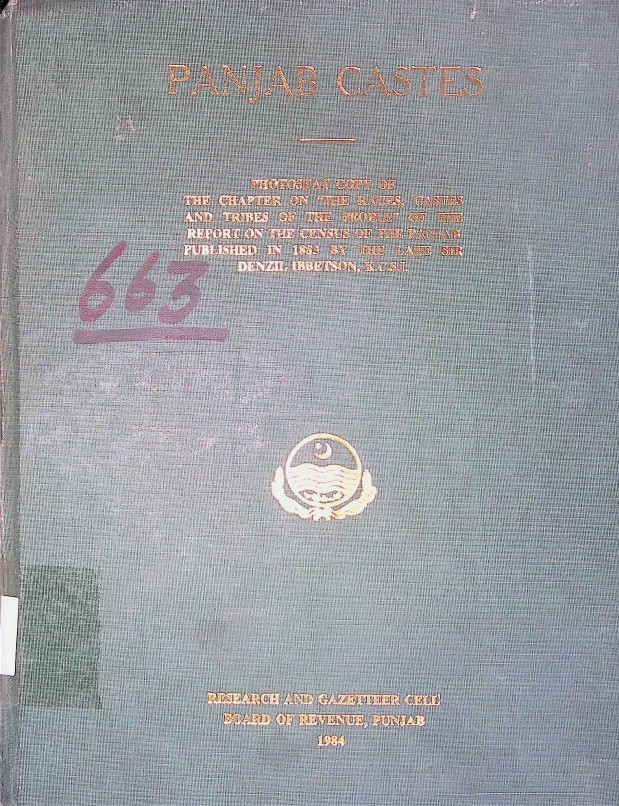 PANJAB CASTES
PHOTOSTAT COPY OF
THE CHAPTER ON "THE RACES, CASTES
AND TRIBES OF THE PEOPLE" OF THE
REPORT ON THE CENSUS OF THE PANJAB
PUBLISHED IN 1883 BY THE LATE SIR
DENZIL IBBETSON, K.C.S.I.
663
RESEARCH AND GAZETTEER CELL
BOARD OF REVENUE, PUNJAB
1984